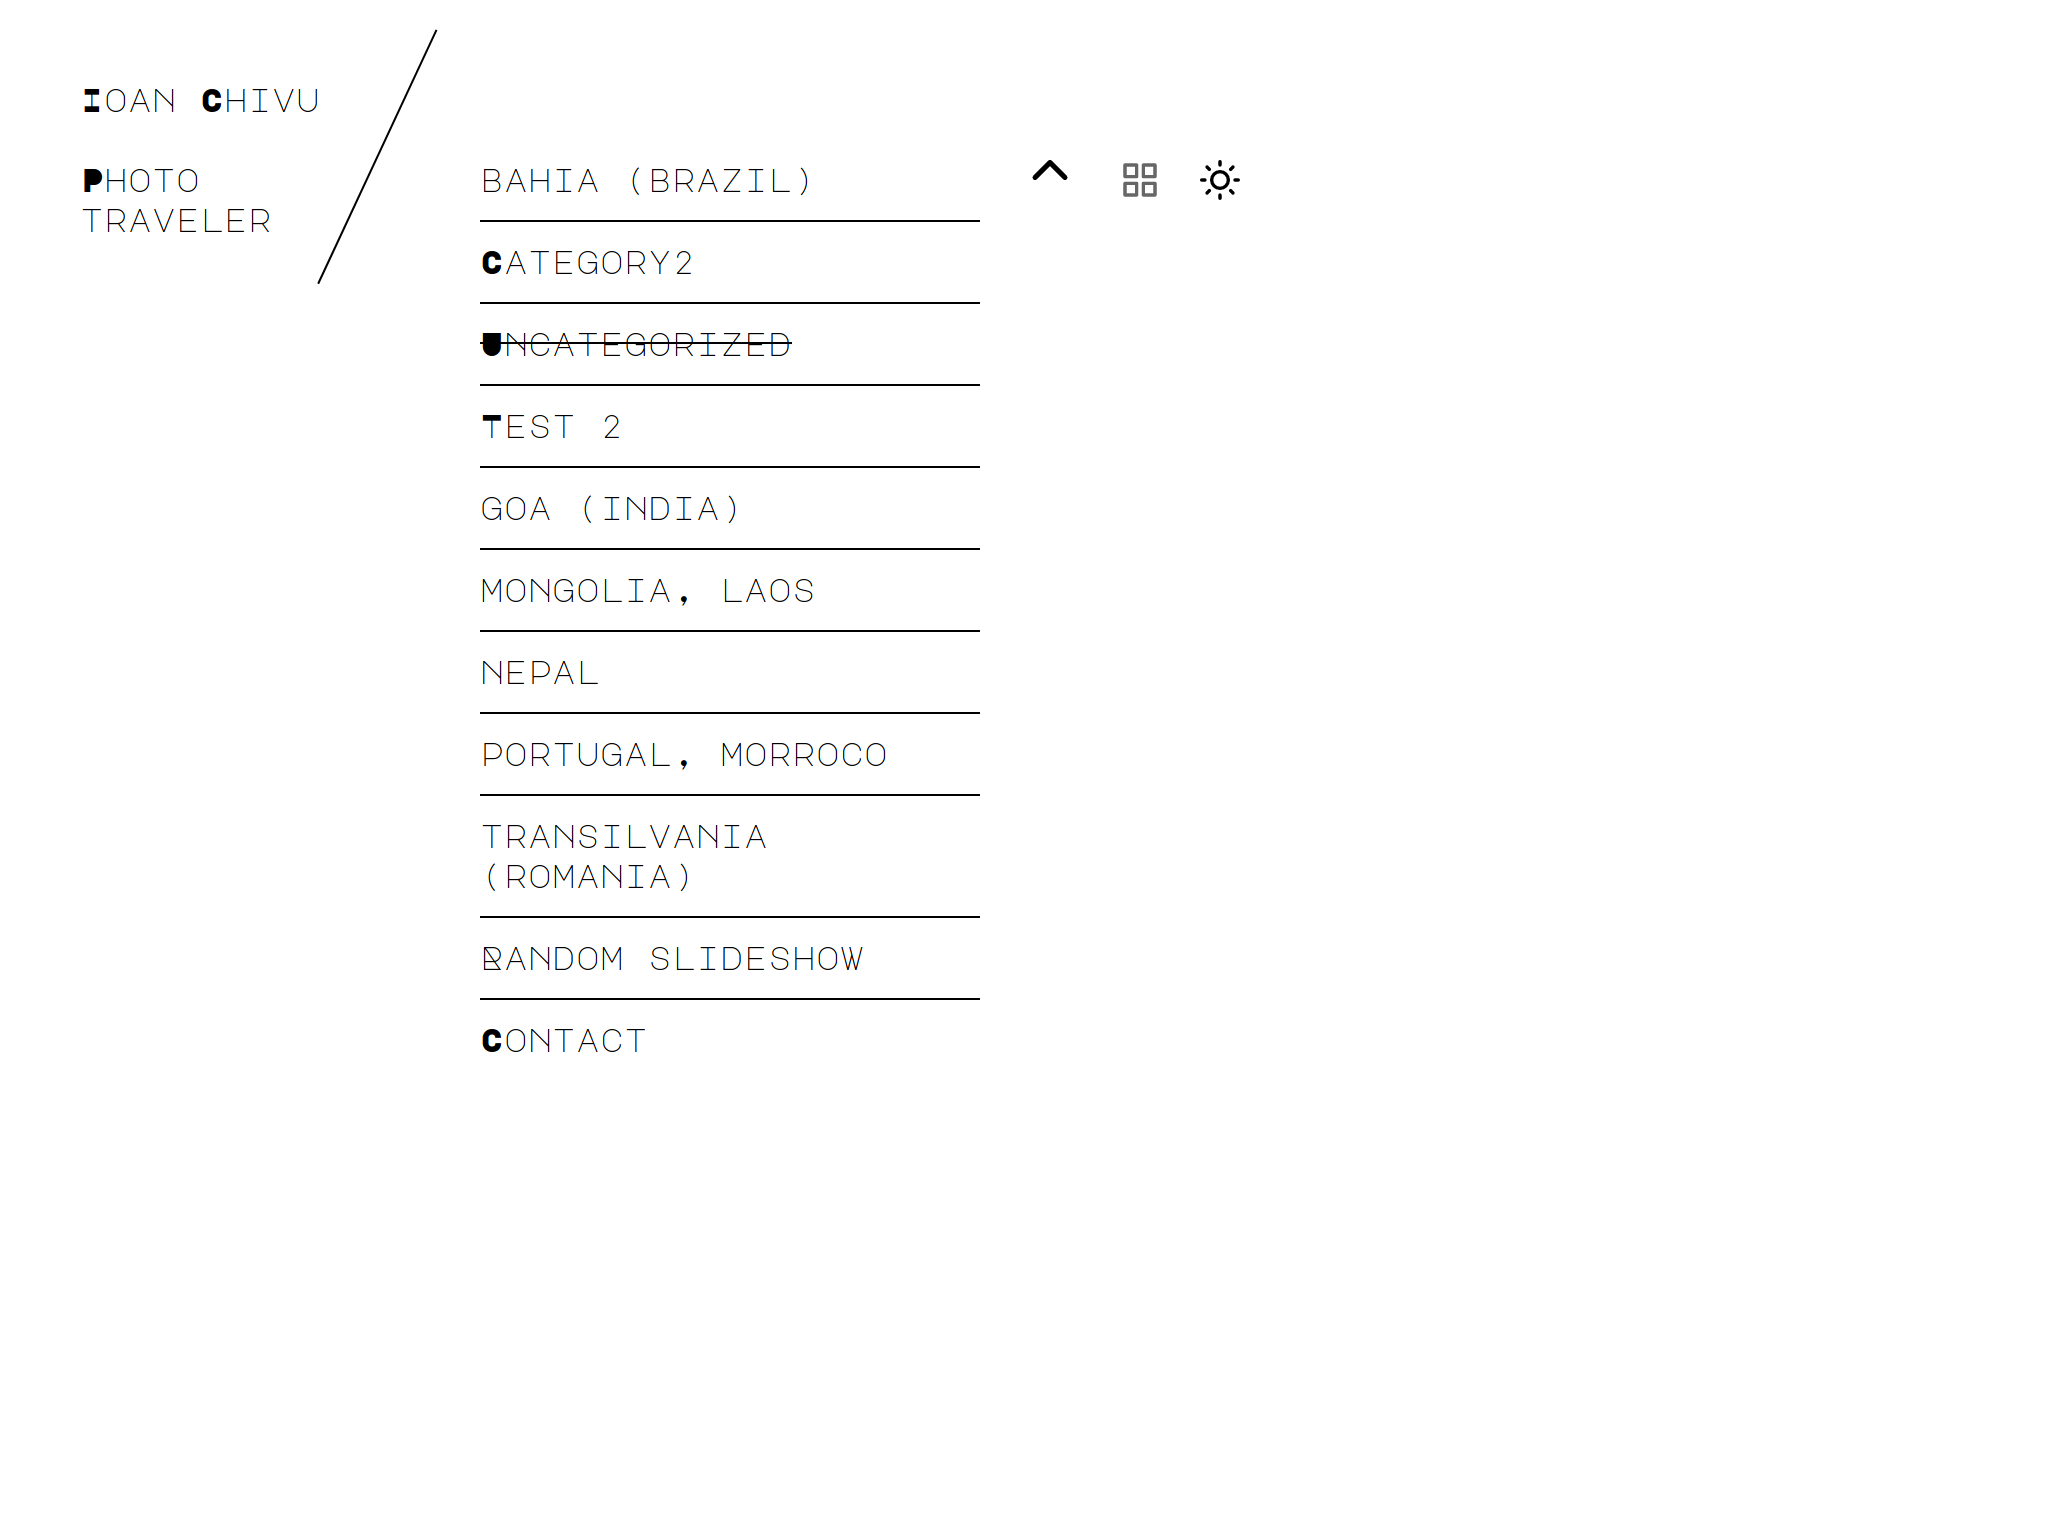 IOAN CHIVU
PHOTO
TRAVELER
BAHIA (BRAZIL)
CATEGORY2
UNCATEGORIZED
TEST 2
GOA (INDIA)
MONGOLIA, LAOS
NEPAL
PORTUGAL, MORROCO
TRANSILVANIA
(ROMANIA)
RANDOM SLIDESHOW
CONTACT